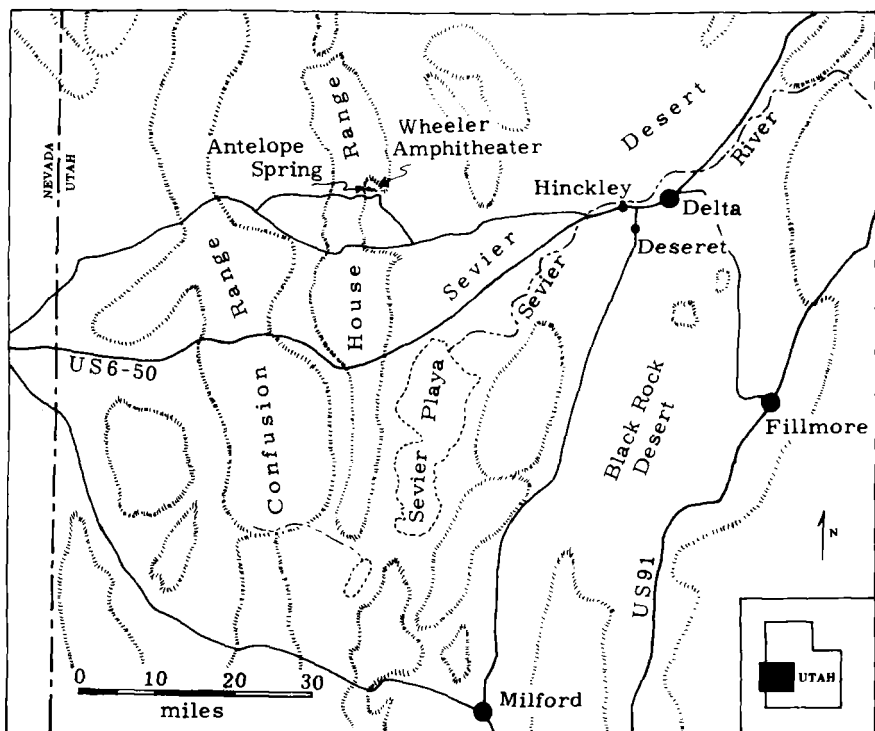 Range
Wheeler
Amphitheater
Antelope
Spring
Desert
River
NEVADA
UTAH
Hinckley
Delta
Deseret
Range
House
Sevier
Sevier
US6-50
Confusion
Sevier Playa
Black Rock
Desert
Fillmore
N
US91
0 10 20 30
miles
Milford
UTAH